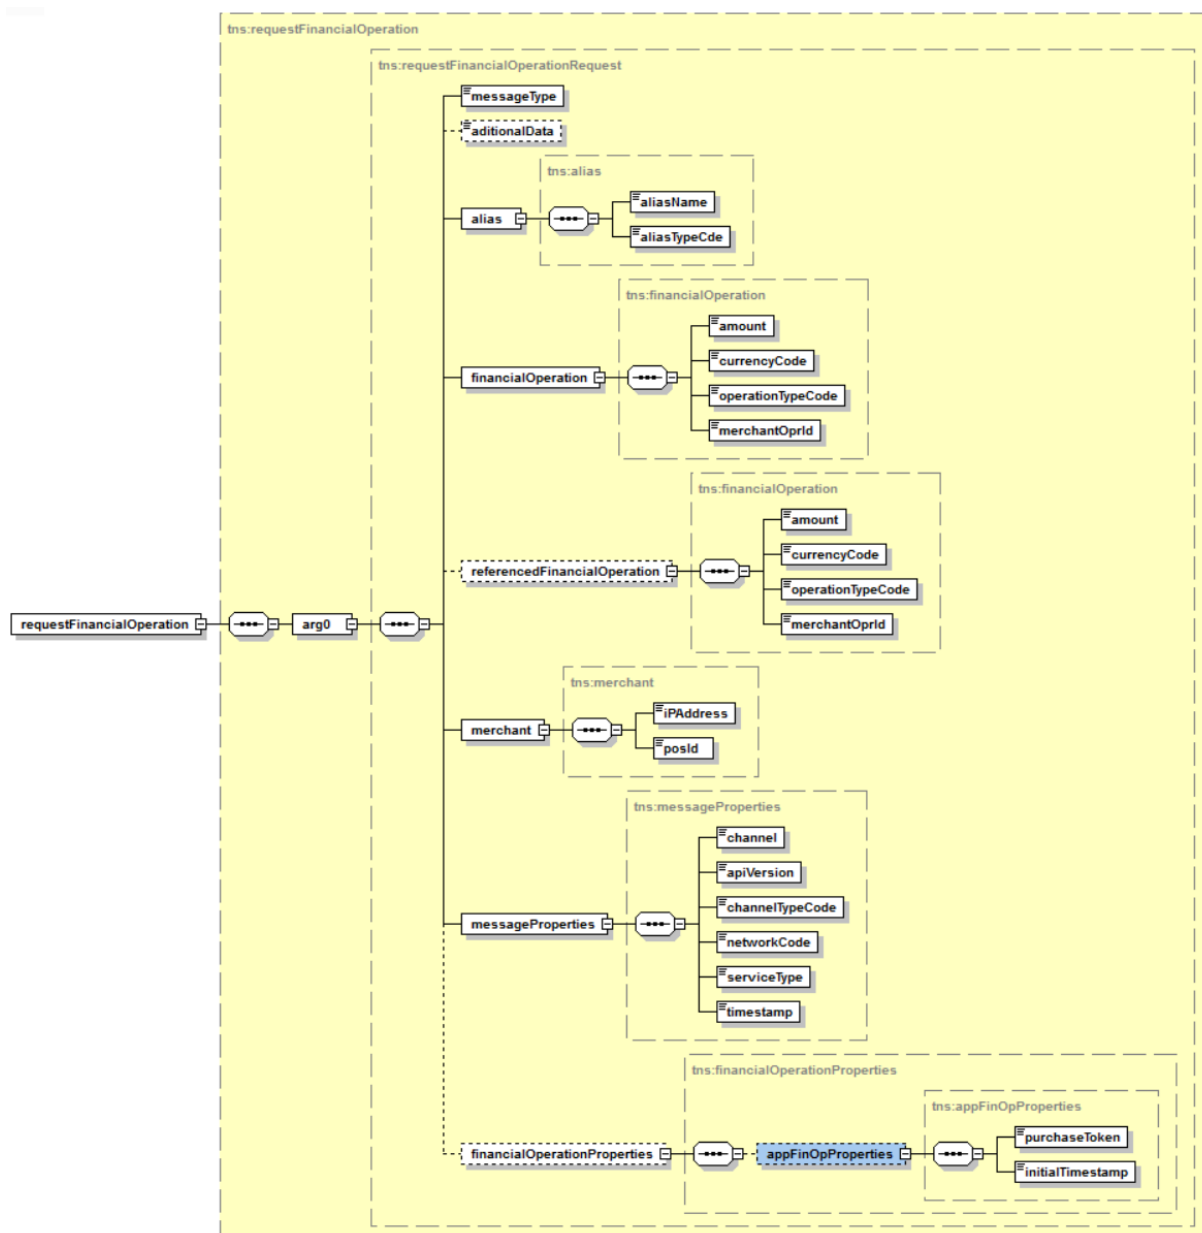 tns:requestFinancialOperation
tns:requestFinancialOperationRequest
messageType
aditionalData
tns:alias
aliasName
alias
aliasTypeCde
tns:financialOperation
amount
currencyCode
financialOperation
operationTypeCode
merchantOprId
tns:financialOperation
amount
currencyCode
referencedFinancialOperation
operationTypeCode
requestFinancialOperation
arg0
merchantOprId
tns:merchant
iPAddress
merchant
posId
tns:messageProperties
channel
apiVersion
channelTypeCode
messageProperties
networkCode
serviceType
timestamp
tns:financialOperationProperties
tns:appFinOpProperties
purchaseToken
financialOperationProperties
appFinOpProperties
initialTimestamp